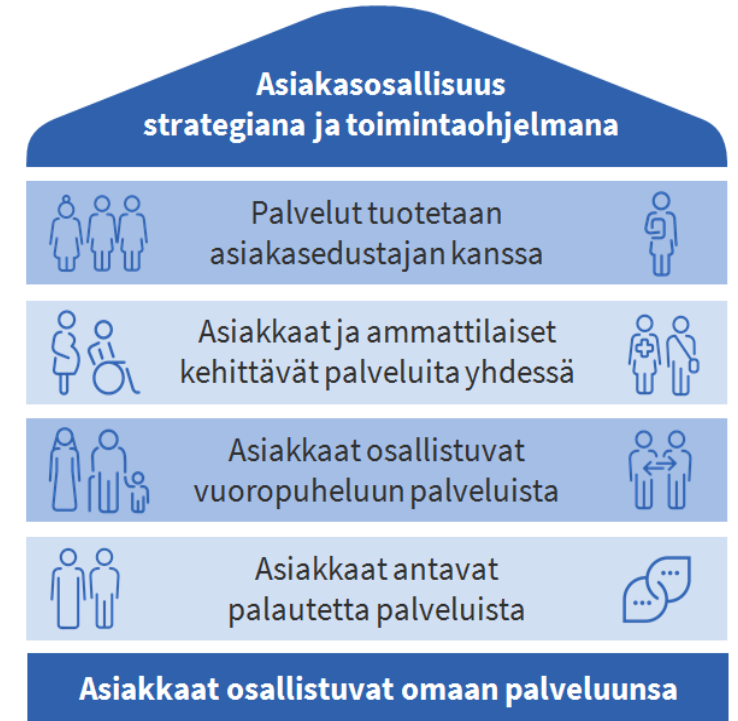 Asiakasosallisuus
strategiana ja toimintaohjelmana
Palvelut tuotetaan
asiakasedustajan kanssa
Asiakkaat ja ammattilaiset
kehittävät palveluita yhdessä
Asiakkaat osallistuvat
vuoropuheluun palveluista
Asiakkaat antavat
palautetta palveluista
Asiakkaat osallistuvat omaan palveluunsa